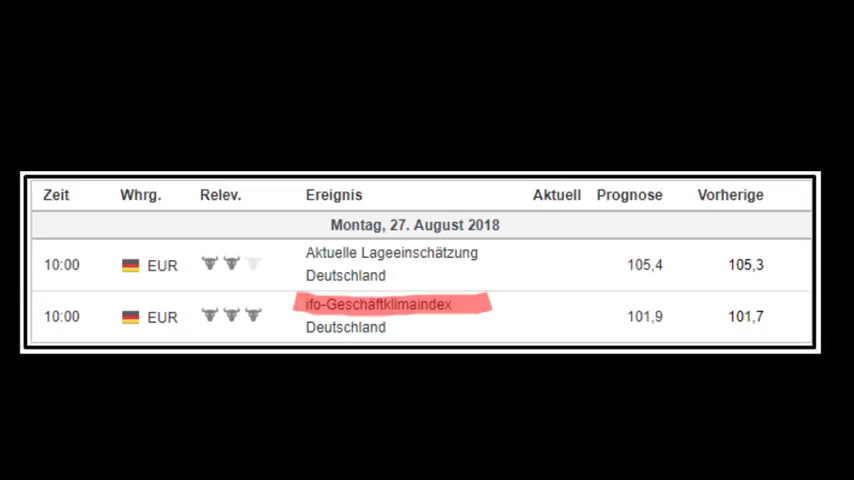 Zeit Whrg. Relev. Ereignis Aktuell Prognose Vorherige
Montag, 27. August 2018
10:00 EUR Aktuelle Lageeinschätzung Deutschland 105,4 105,3
10:00 EUR ifo-Geschäftklimaindex Deutschland 101,9 101,7